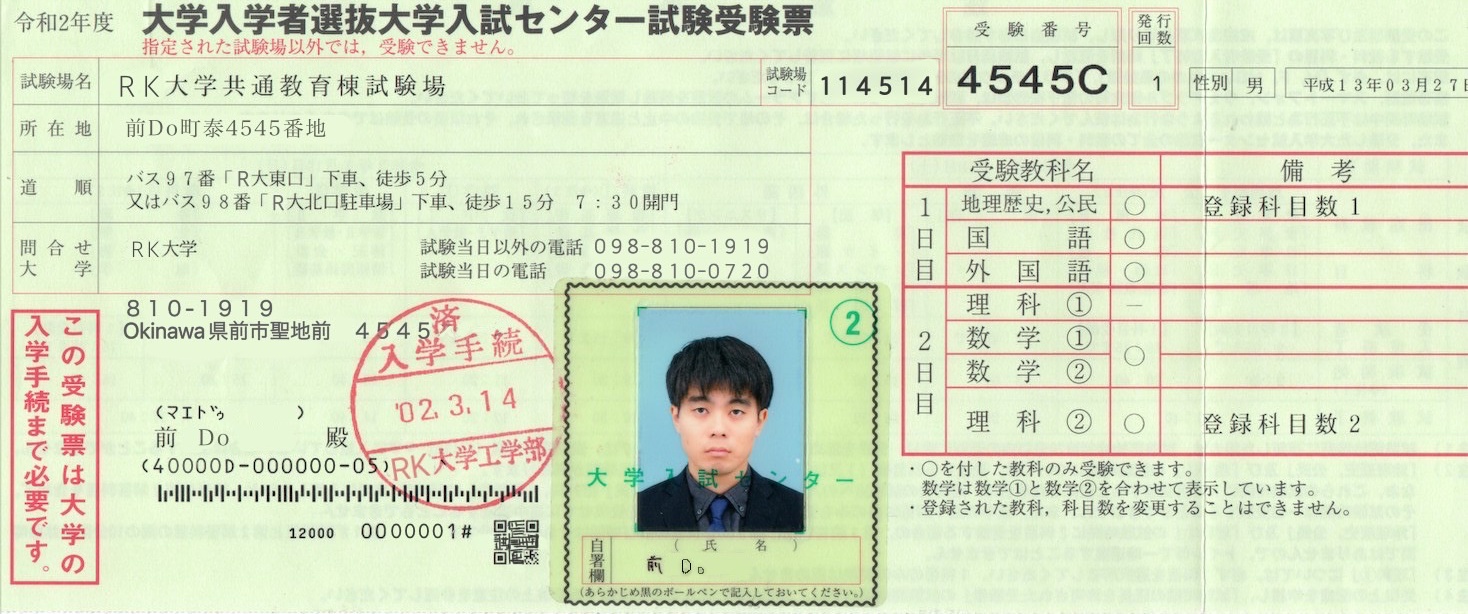 令和2年度
大学入学者選抜大学入試センター試験受験票
指定された試験場以外では，受験できません。
試験場名 RK大学共通教育棟試験場
試験場コード 114514
受験番号 4545C
発行回数 1
性別 男
平成13年03月27日
所在地 前Do町泰4545番地
道順 バス97番「R大東口」下車、徒歩5分
又はバス98番「R大北口駐車場」下車、徒歩15分 7:30開門
問合せ大学 RK大学
試験当日以外の電話 098-810-1919
試験当日の電話 098-810-0720
810-1919
Okinawa県前市聖地前 4545
(マエドゥ )
前 Do 殿
(40000D-000000-05)
12000 0000001#
この受験票は大学の
入学手続まで必要です。
済
入学手続
'02.3.14
RK大学工学部
2
大学入試センター
自署欄
(氏名)
前 Do
(あらかじめ黒のボールペンで記入しておいてください。)
受験教科名 備考
1日目 地理歴史,公民 ○ 登録科目数 1
国語 ○
外国語 ○
2日目 理科① －
数学① ○
数学②
理科② ○ 登録科目数 2
・○を付した教科のみ受験できます。
数学は数学①と数学②を合わせて表示しています。
・登録された教科，科目数を変更することはできません。